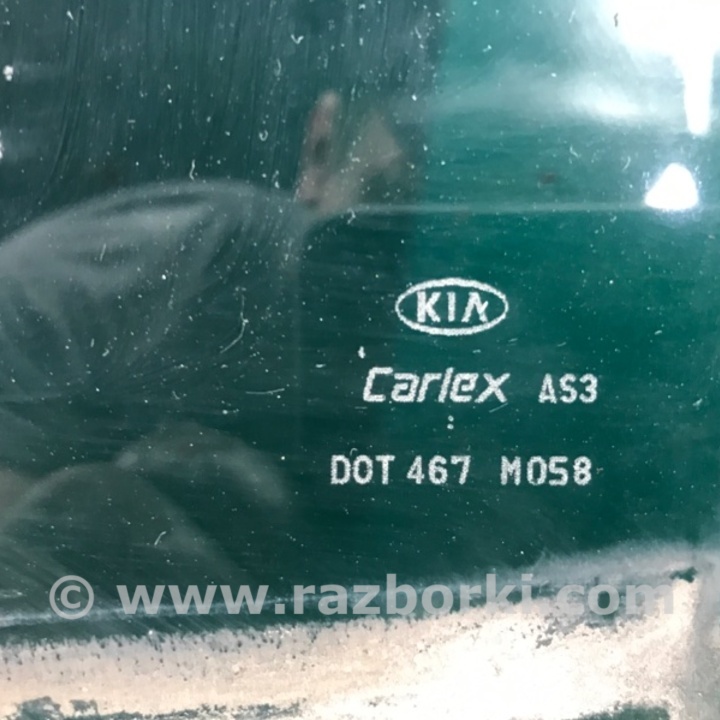 KIA
Carlex AS3
DOT 467 M058
© www.razborki.com